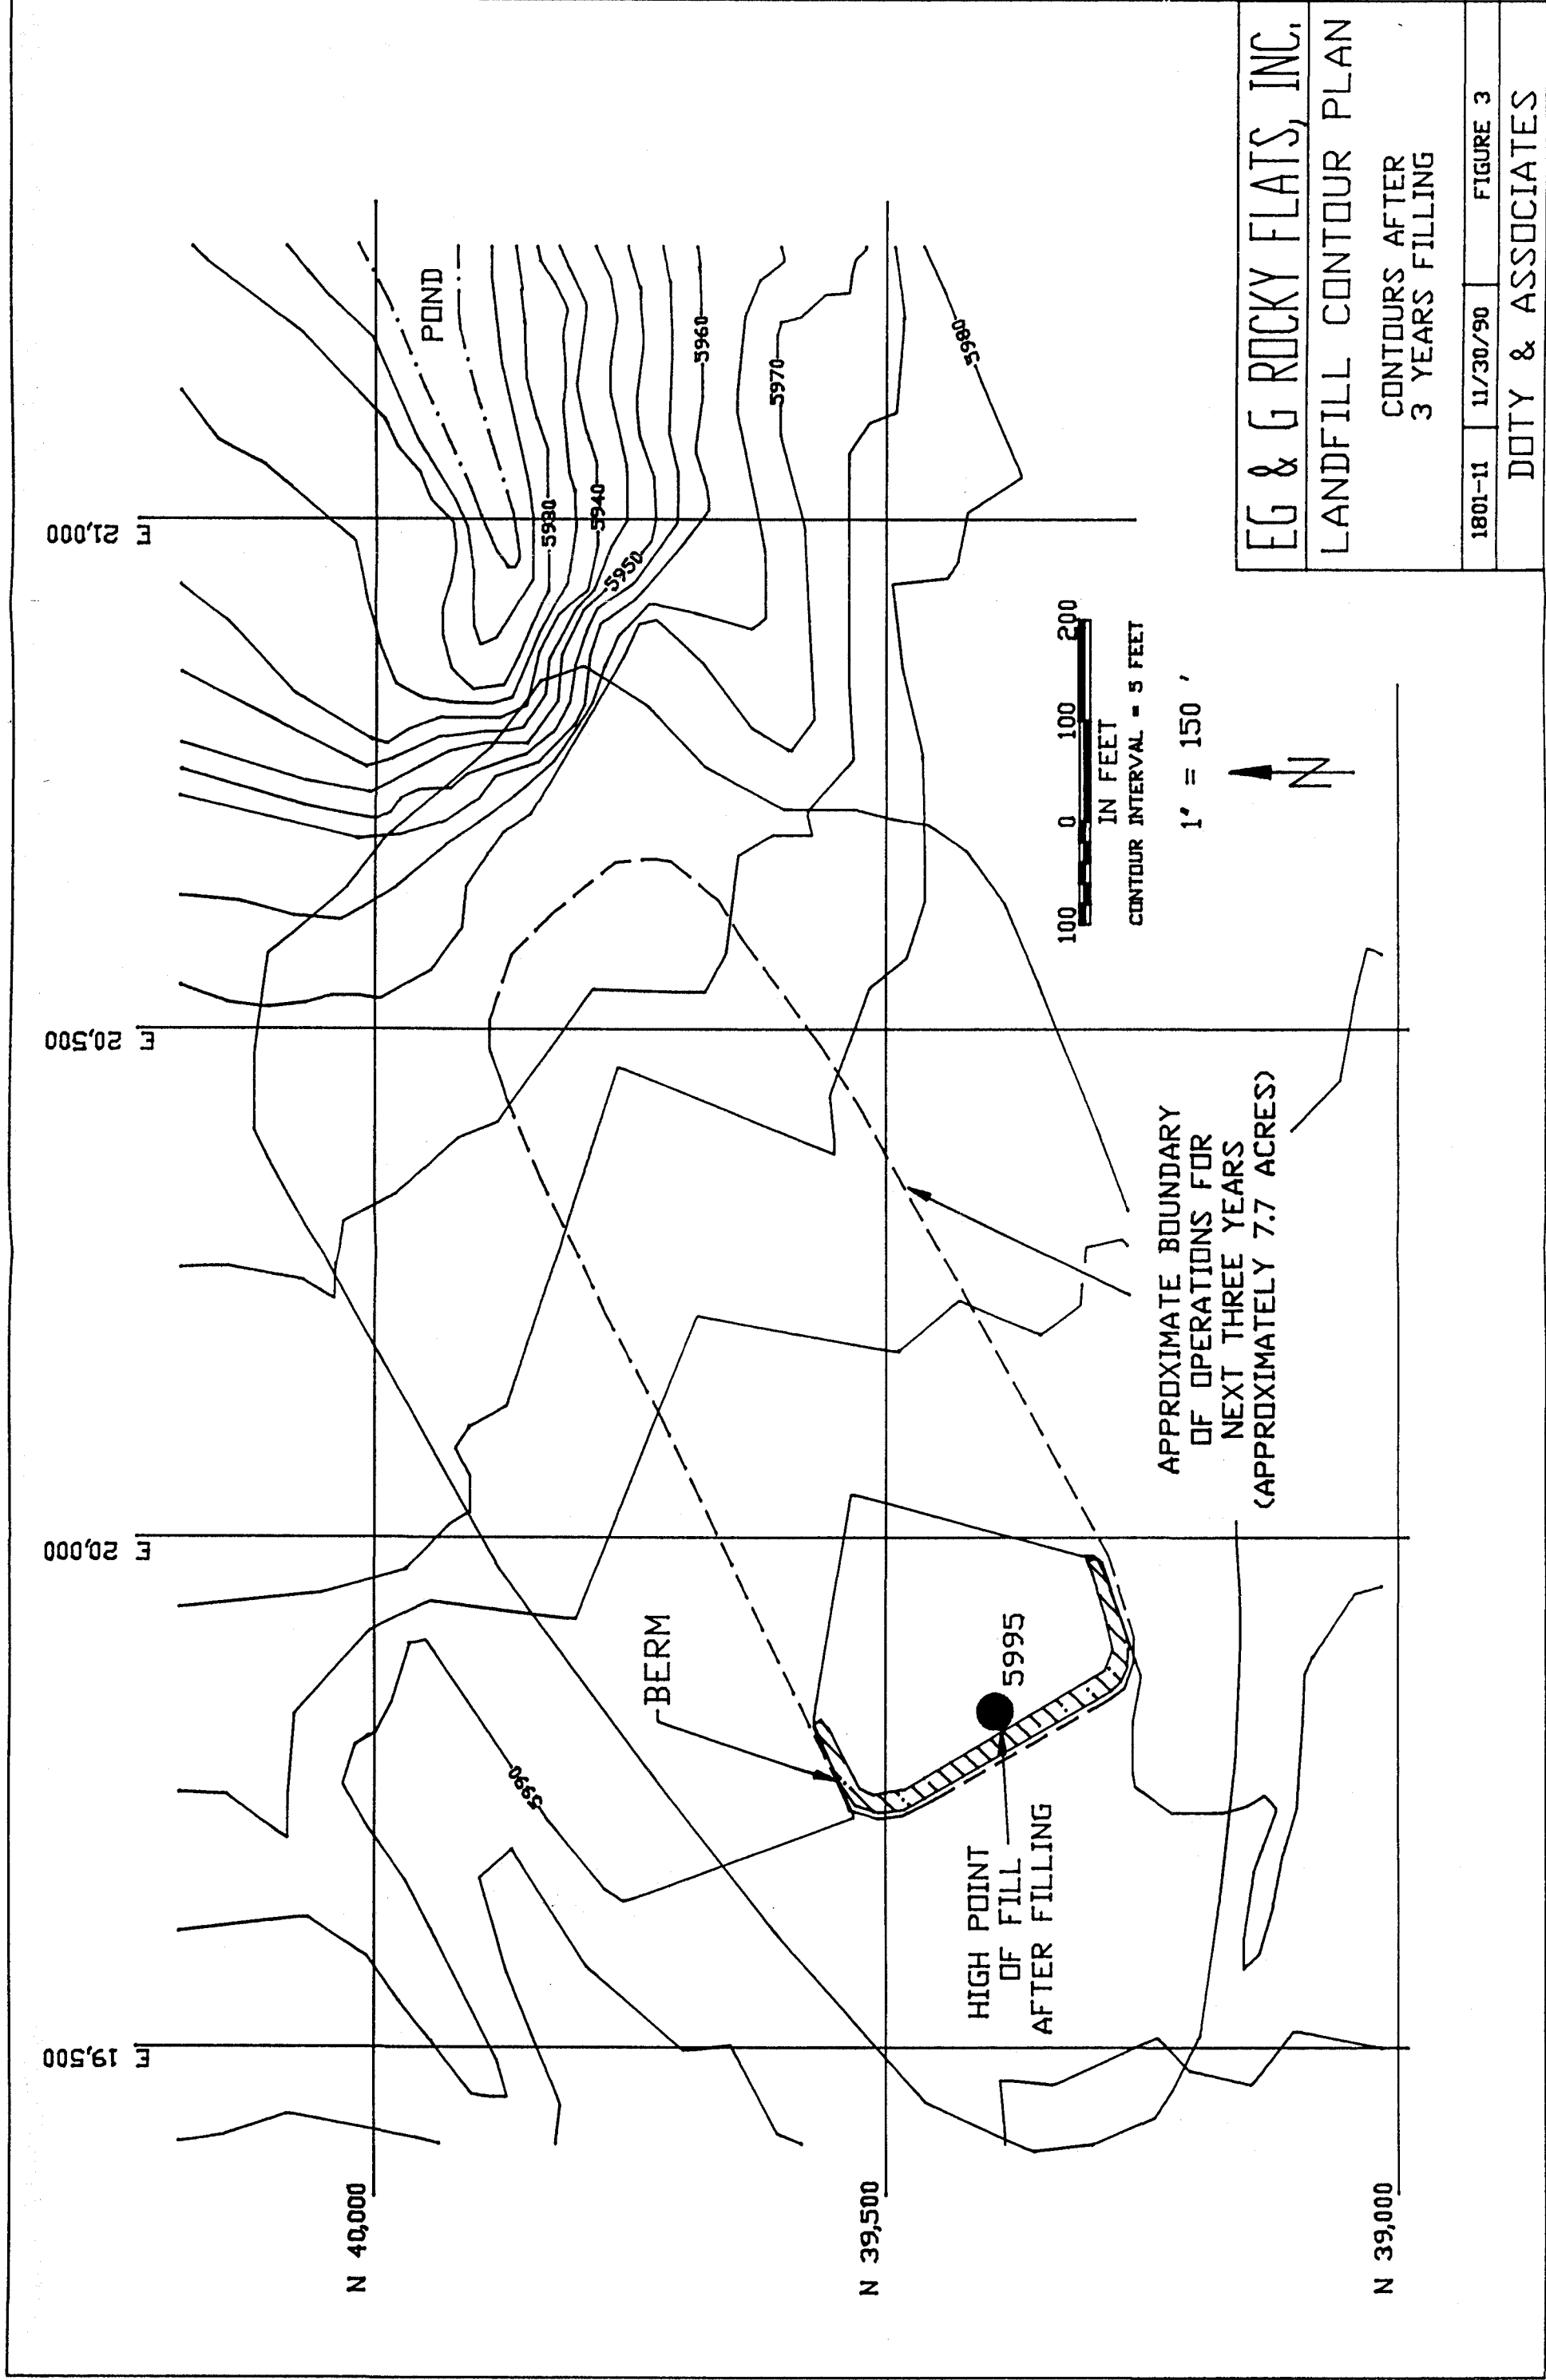 E 19,500
E 20,000
E 20,500
E 21,000
N 40,000
N 39,500
N 39,000
POND
5930
5940
5950
5960
5970
5980
5990
BERM
5995
HIGH POINT
OF FILL
AFTER FILLING
APPROXIMATE BOUNDARY
OF OPERATIONS FOR
NEXT THREE YEARS
(APPROXIMATELY 7.7 ACRES)
100 0 100 200
IN FEET
CONTOUR INTERVAL = 5 FEET
1" = 150 '
N
EG & G ROCKY FLATS, INC.
LANDFILL CONTOUR PLAN
CONTOURS AFTER
3 YEARS FILLING
1801-11 11/30/90 FIGURE 3
DOTY & ASSOCIATES